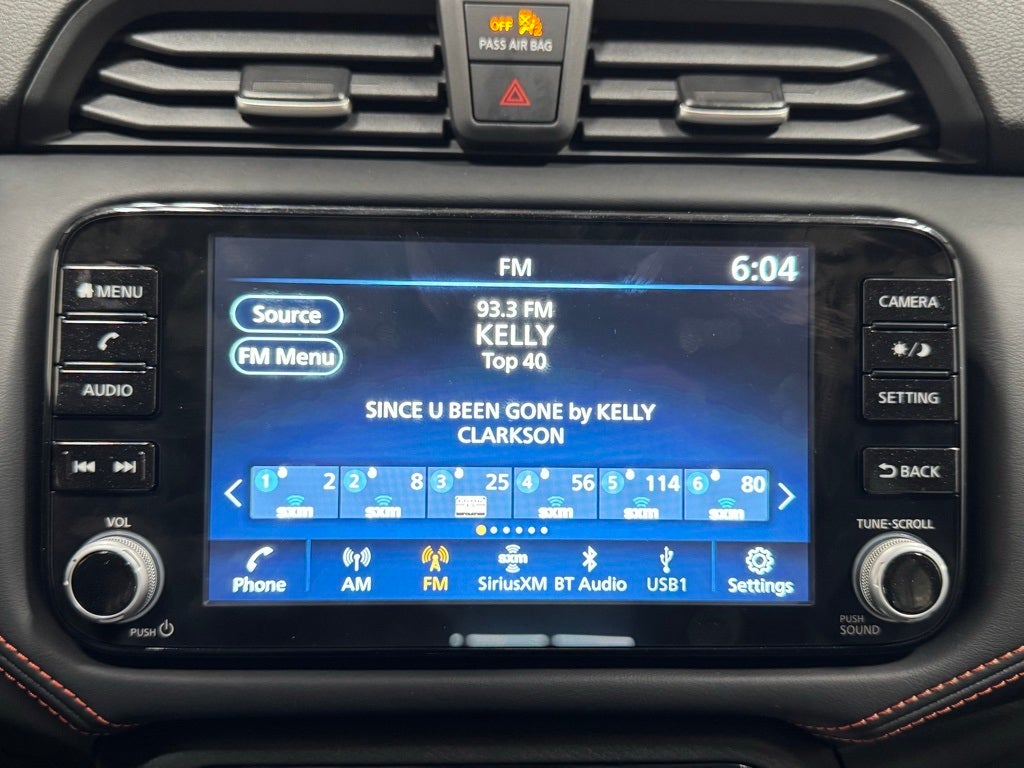 OFF
PASS AIR BAG
FM
6:04
MENU
AUDIO
VOL
PUSH
Source
FM Menu
93.3 FM
KELLY
Top 40
SINCE U BEEN GONE by KELLY
CLARKSON
1 2
2 8
3 25
4 56
5 114
6 80
sxm sxm sxm sxm sxm
sxm
Phone AM FM SiriusXM BT Audio USB1 Settings
CAMERA
SETTING
BACK
TUNE·SCROLL
PUSH
SOUND